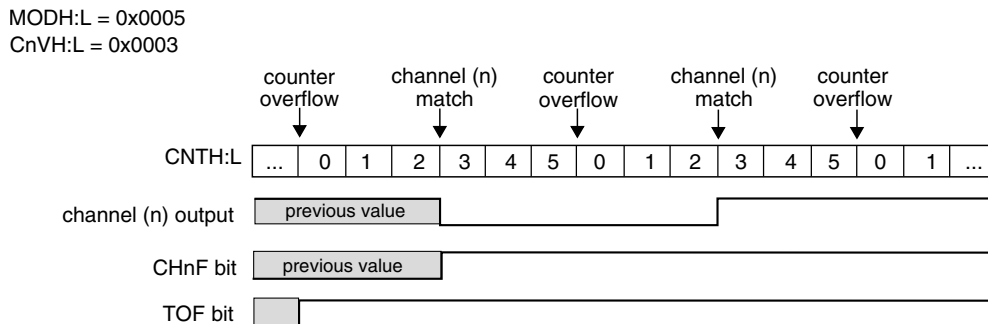 MODH:L = 0x0005
CnVH:L = 0x0003
counter overflow
channel (n) match
counter overflow
channel (n) match
counter overflow
CNTH:L ... 0 1 2 3 4 5 0 1 2 3 4 5 0 1 ...
channel (n) output previous value
CHnF bit previous value
TOF bit